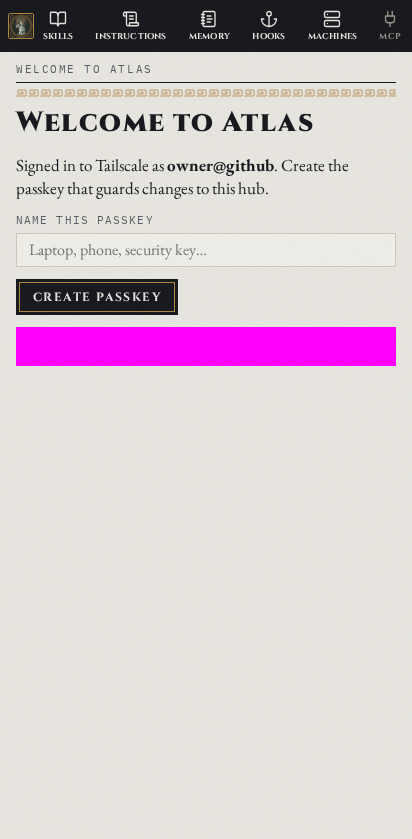 SKILLS
INSTRUCTIONS
MEMORY
HOOKS
MACHINES
MCP
WELCOME TO ATLAS
WELCOME TO ATLAS
Signed in to Tailscale as owner@github. Create the
passkey that guards changes to this hub.
NAME THIS PASSKEY
Laptop, phone, security key...
CREATE PASSKEY